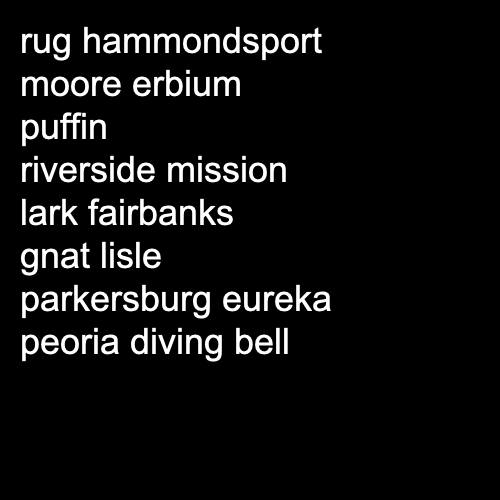 rug hammondsport
moore erbium
puffin
riverside mission
lark fairbanks
gnat lisle
parkersburg eureka
peoria diving bell